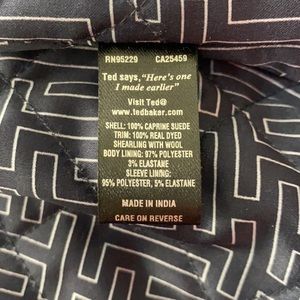 RN95229 CA25459
Ted says, "Here's one
I made earlier"
Visit Ted@
www.tedbaker.com
SHELL: 100% CAPRINE SUEDE
TRIM: 100% REAL DYED
SHEARLING WITH WOOL
BODY LINING: 97% POLYESTER
3% ELASTANE
SLEEVE LINING:
95% POLYESTER, 5% ELASTANE
MADE IN INDIA
CARE ON REVERSE